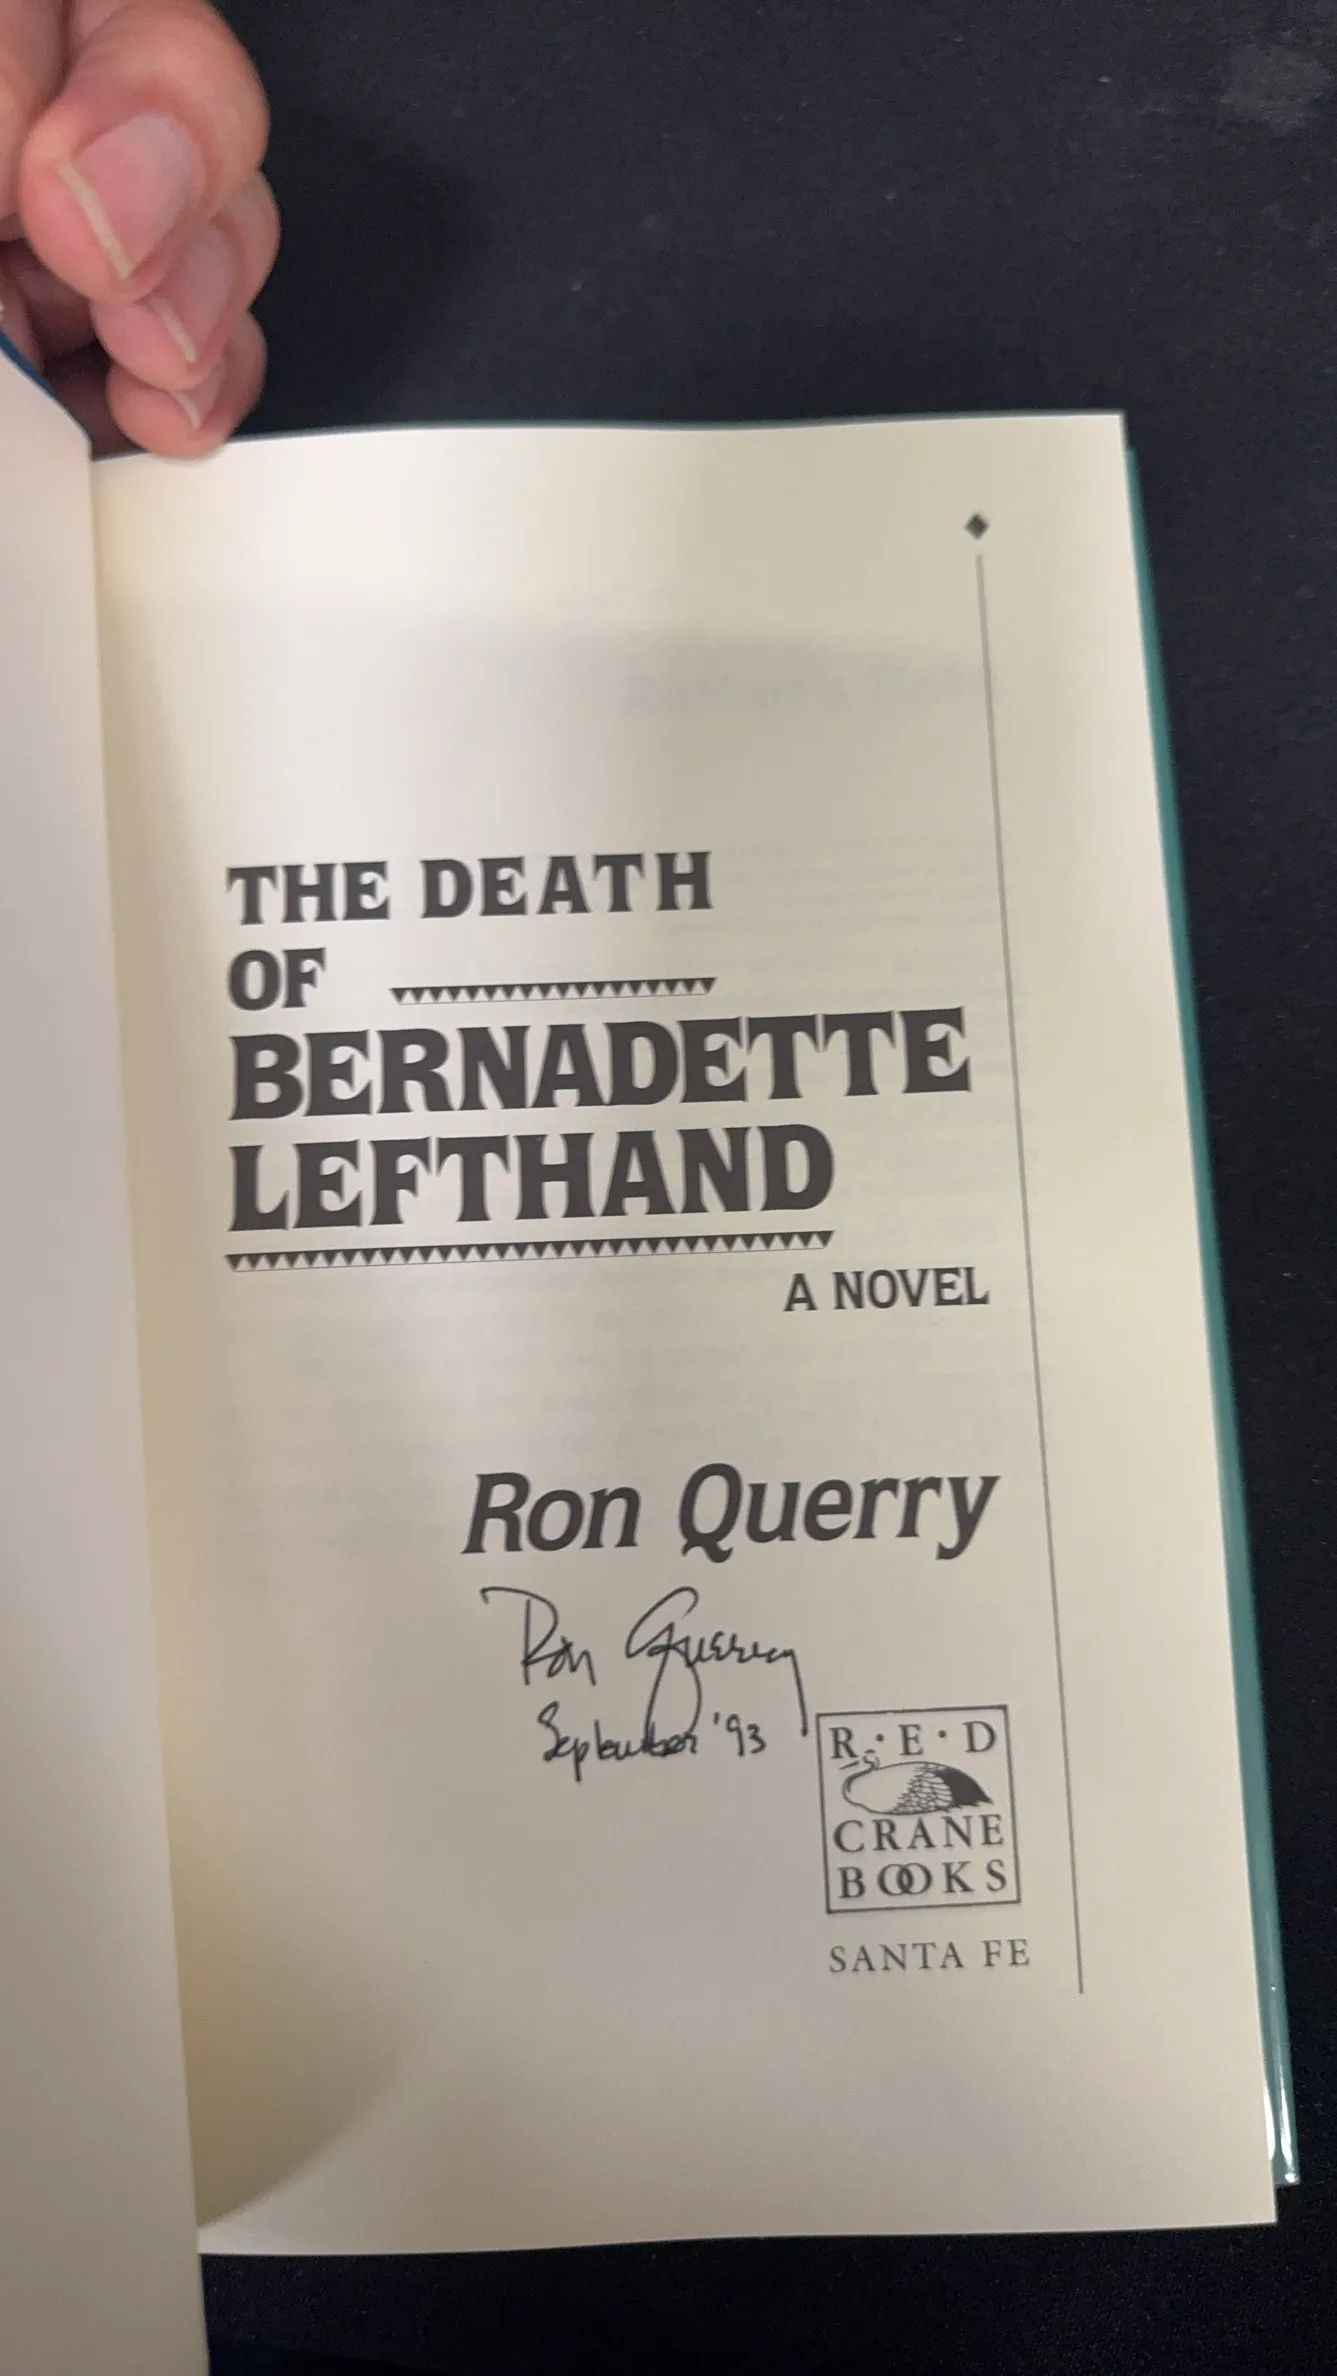 THE DEATH
OF
BERNADETTE
LEFTHAND
A NOVEL
Ron Querry
Ron Querry
September '93
R·E·D
CRANE
BOOKS
SANTA FE